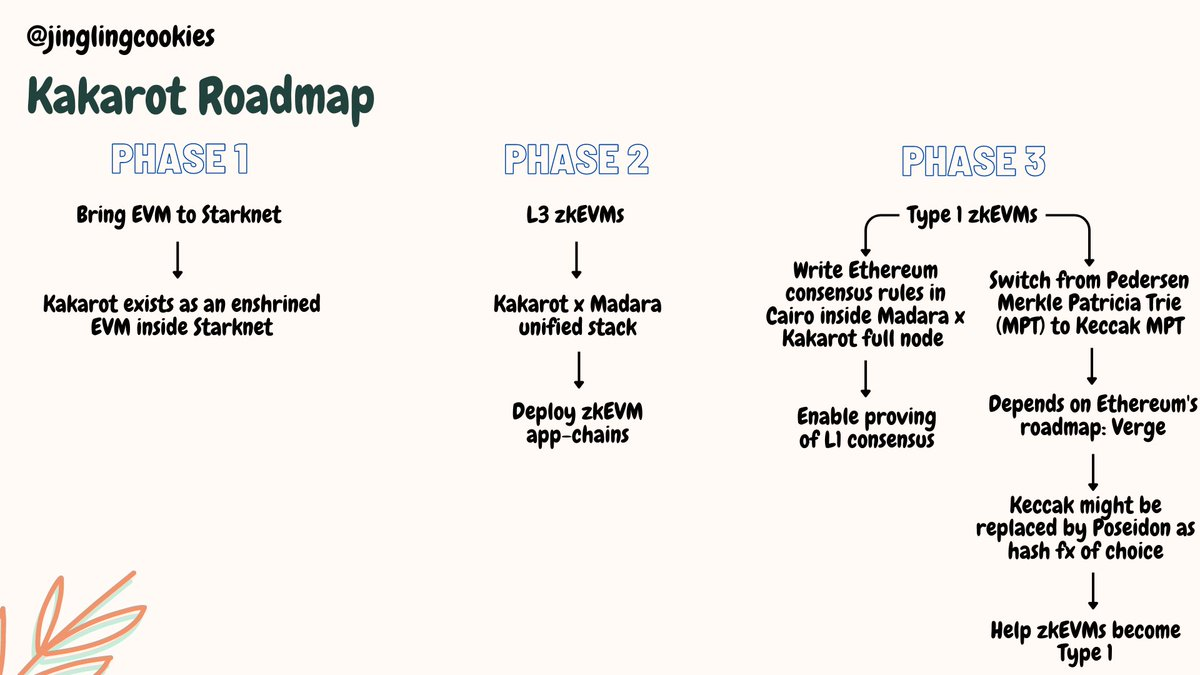 @jinglingcookies
Kakarot Roadmap
PHASE 1
Bring EVM to Starknet
Kakarot exists as an enshrined
EVM inside Starknet
PHASE 2
L3 zkEVMs
Kakarot x Madara
unified stack
Deploy zkEVM
app-chains
PHASE 3
Type 1 zkEVMs
Write Ethereum
consensus rules in
Cairo inside Madara x
Kakarot full node
Enable proving
of L1 consensus
Switch from Pedersen
Merkle Patricia Trie
(MPT) to Keccak MPT
Depends on Ethereum's
roadmap: Verge
Keccak might be
replaced by Poseidon as
hash fx of choice
Help zkEVMs become
Type 1